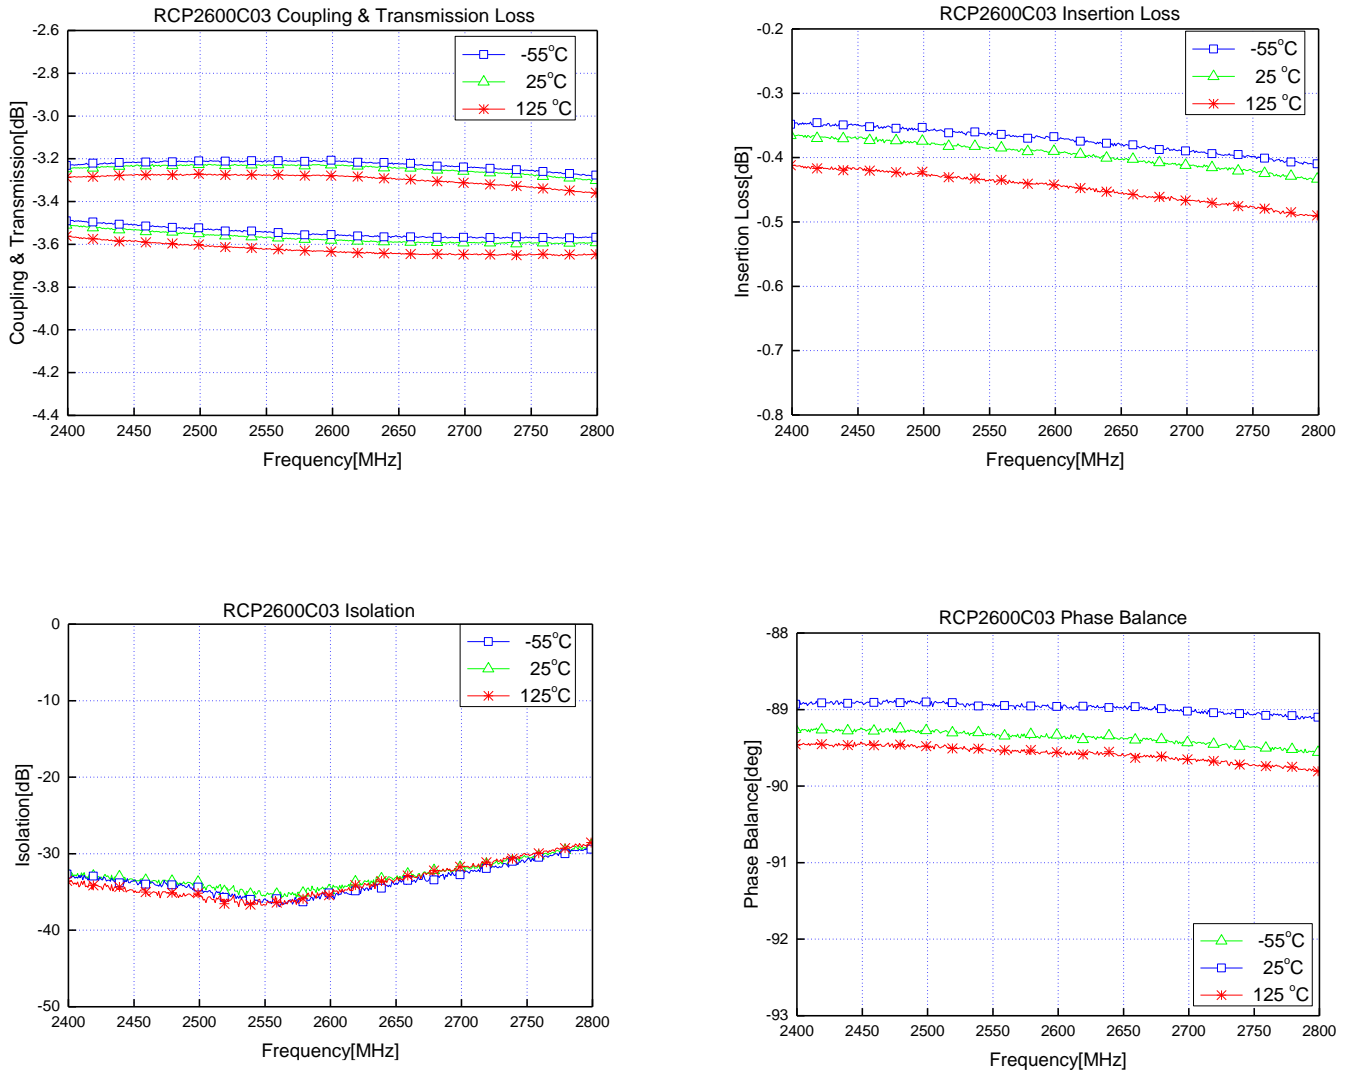 RCP2600C03 Coupling & Transmission Loss
-2.6
-2.8
-3.0
-3.2
-3.4
-3.6
-3.8
-4.0
-4.2
-4.4
Coupling & Transmission[dB]
-55°C
25°C
125 °C
2400 2450 2500 2550 2600 2650 2700 2750 2800
Frequency[MHz]
RCP2600C03 Insertion Loss
-0.2
-0.3
-0.4
-0.5
-0.6
-0.7
-0.8
Insertion Loss[dB]
-55°C
25 °C
125 °C
2400 2450 2500 2550 2600 2650 2700 2750 2800
Frequency[MHz]
RCP2600C03 Isolation
0
-10
-20
-30
-40
-50
Isolation[dB]
-55°C
25°C
125°C
2400 2450 2500 2550 2600 2650 2700 2750 2800
Frequency[MHz]
RCP2600C03 Phase Balance
-88
-89
-90
-91
-92
-93
Phase Balance[deg]
-55°C
25°C
125 °C
2400 2450 2500 2550 2600 2650 2700 2750 2800
Frequency[MHz]